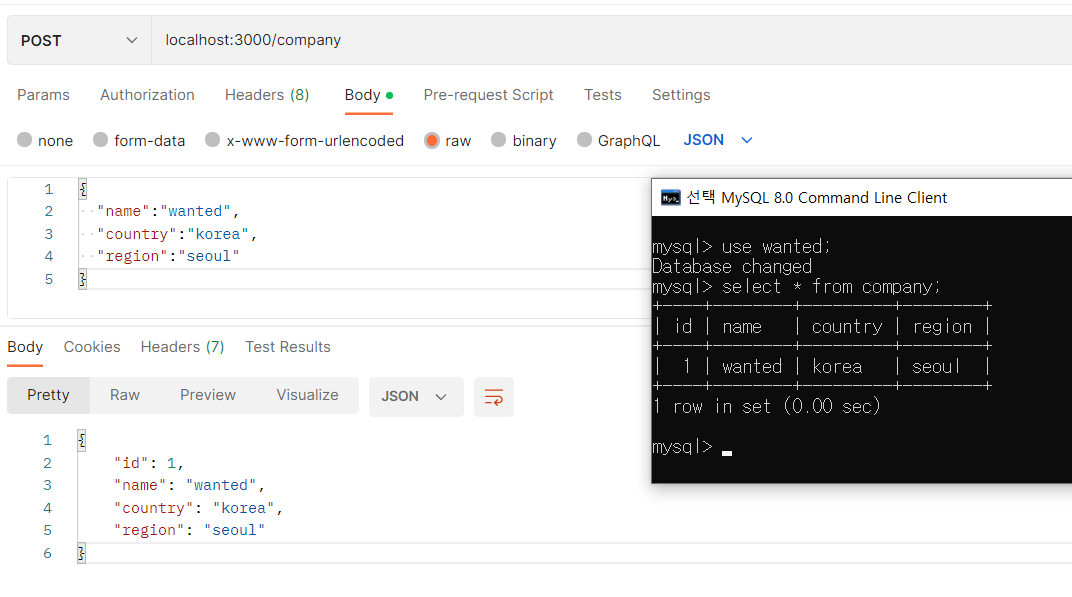 POST localhost:3000/company
Params Authorization Headers (8) Body Pre-request Script Tests Settings
none form-data x-www-form-urlencoded raw binary GraphQL JSON
1 {
2 "name":"wanted",
3 "country":"korea",
4 "region":"seoul"
5 }
Body Cookies Headers (7) Test Results
Pretty Raw Preview Visualize JSON
1 {
2 "id": 1,
3 "name": "wanted",
4 "country": "korea",
5 "region": "seoul"
6 }
선택 MySQL 8.0 Command Line Client
mysql> use wanted;
Database changed
mysql> select * from company;
+----+--------+---------+--------+
| id | name   | country | region |
+----+--------+---------+--------+
|  1 | wanted | korea   | seoul  |
+----+--------+---------+--------+
1 row in set (0.00 sec)
mysql>